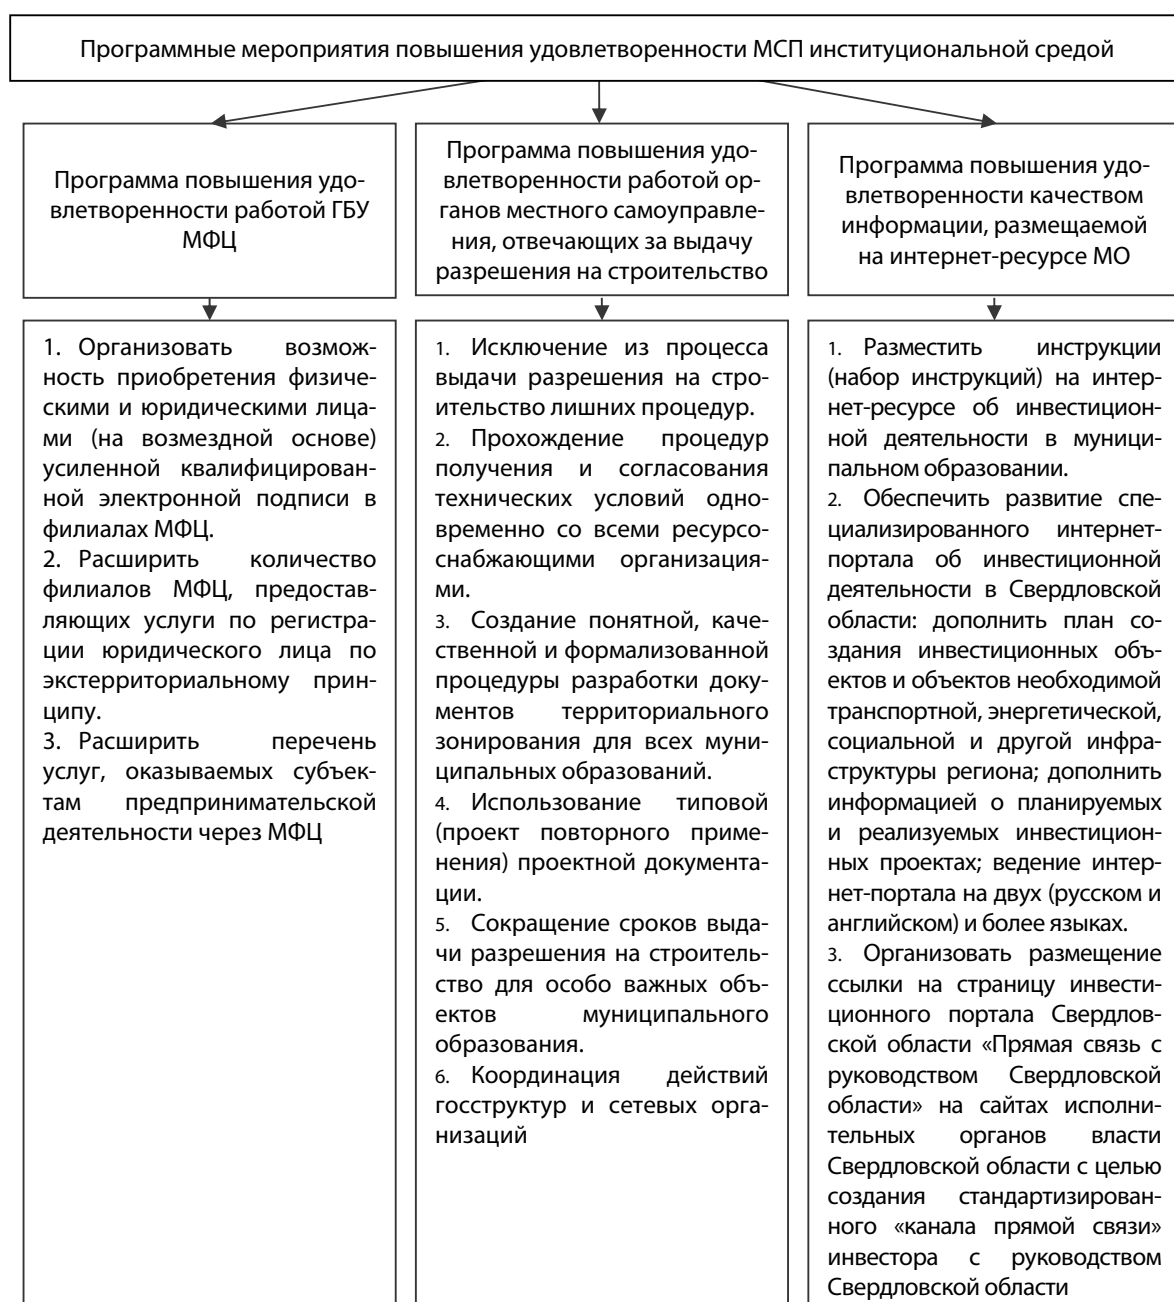 Программные мероприятия повышения удовлетворенности МСП институциональной средой
Программа повышения удо-
влетворенности работой ГБУ
МФЦ
Программа повышения удо-
влетворенности работой ор-
ганов местного самоуправле-
ния, отвечающих за выдачу
разрешения на строительство
Программа повышения удо-
влетворенности качеством
информации, размещаемой
на интернет-ресурсе МО
1. Организовать возмож-
ность приобретения физиче-
скими и юридическими лица-
ми (на возмездной основе)
усиленной квалифицирован-
ной электронной подписи в
филиалах МФЦ.
2. Расширить количество
филиалов МФЦ, предостав-
ляющих услуги по регистра-
ции юридического лица по
экстерриториальному прин-
ципу.
3. Расширить перечень
услуг, оказываемых субъек-
там предпринимательской
деятельности через МФЦ
1. Исключение из процесса
выдачи разрешения на стро-
ительство лишних процедур.
2. Прохождение процедур
получения и согласования
технических условий одно-
временно со всеми ресурсо-
снабжающими организация-
ми.
3. Создание понятной, каче-
ственной и формализованной
процедуры разработки доку-
ментов территориального
зонирования для всех муни-
ципальных образований.
4. Использование типовой
(проект повторного приме-
нения) проектной документа-
ции.
5. Сокращение сроков выда-
чи разрешения на строитель-
ство для особо важных объ-
ектов муниципального
образования.
6. Координация действий
госструктур и сетевых орга-
низаций
1. Разместить инструкции
(набор инструкций) на интер-
нет-ресурсе об инвестицион-
ной деятельности в муници-
пальном образовании.
2. Обеспечить развитие спе-
циализированного интернет-
портала об инвестиционной
деятельности в Свердловской
области: дополнить план со-
здания инвестиционных объ-
ектов и объектов необходимой
транспортной, энергетической,
социальной и другой инфра-
структуры региона; дополнить
информацией о планируемых
и реализуемых инвестицион-
ных проектах; ведение интер-
нет-портала на двух (русском и
английском) и более языках.
3. Организовать размещение
ссылки на страницу инвести-
ционного портала Свердлов-
ской области «Прямая связь с
руководством Свердловской
области» на сайтах исполни-
тельных органов власти
Свердловской области с целью
создания стандартизирован-
ного «канала прямой связи»
инвестора с руководством
Свердловской области